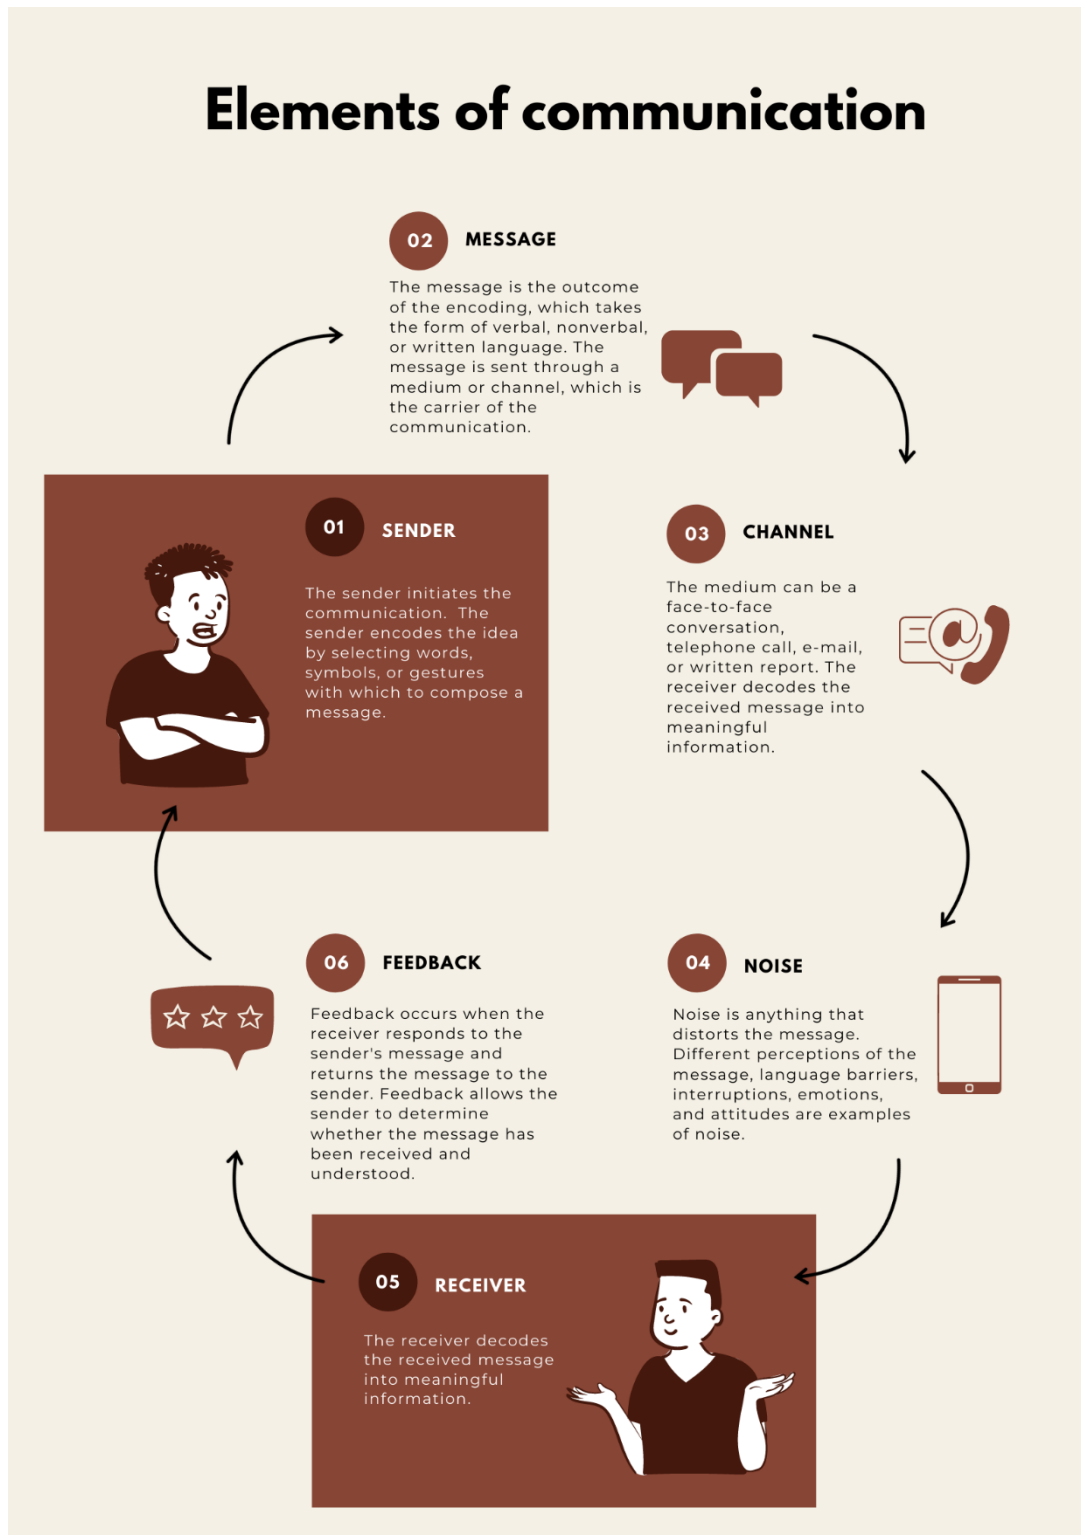 Elements of communication
01
SENDER
The sender initiates the
communication.  The
sender encodes the idea
by selecting words,
symbols, or gestures
with which to compose a
message.
02
MESSAGE
The message is the outcome
of the encoding, which takes
the form of verbal, nonverbal,
or written language. The
message is sent through a
medium or channel, which is
the carrier of the
communication.
03
CHANNEL
The medium can be a
face-to-face
conversation,
telephone call, e-mail,
or written report. The
receiver decodes the
received message into
meaningful
information.
@
04
NOISE
Noise is anything that
distorts the message.
Different perceptions of the
message, language barriers,
interruptions, emotions,
and attitudes are examples
of noise.
05
RECEIVER
The receiver decodes
the received message
into meaningful
information.
06
FEEDBACK
Feedback occurs when the
receiver responds to the
sender's message and
returns the message to the
sender. Feedback allows the
sender to determine
whether the message has
been received and
understood.